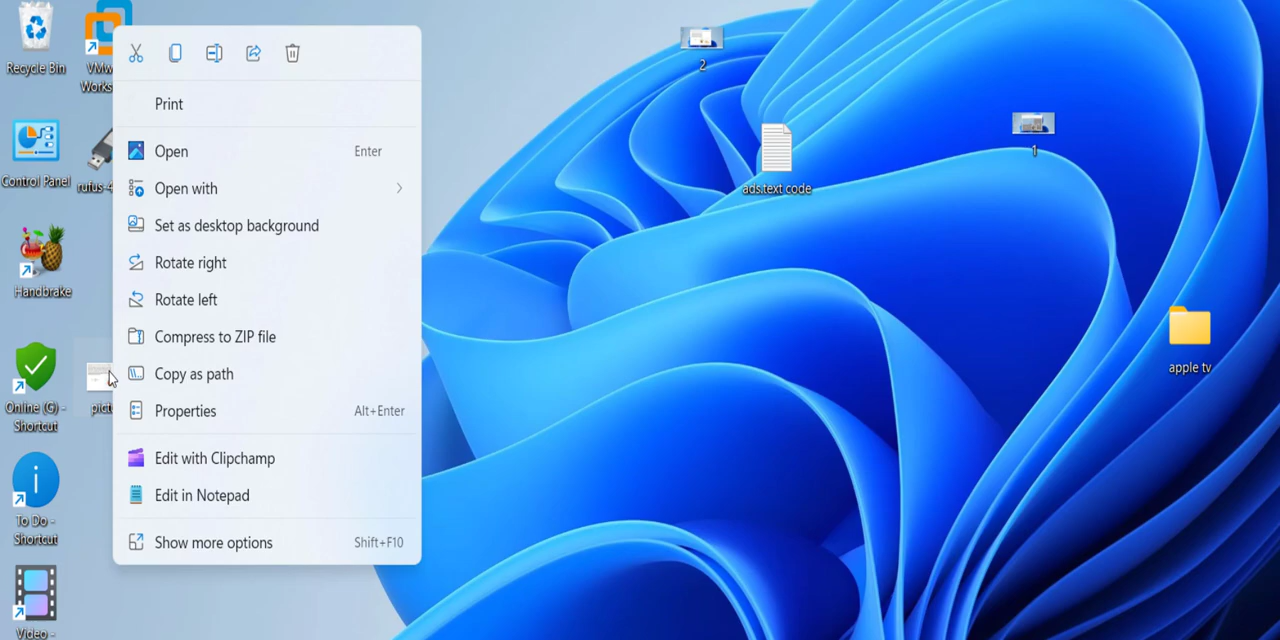 Recycle Bin
Control Panel
rufus-4
Handbrake
Online (G) -
Shortcut
To Do -
Shortcut
Video -
Print
Open Enter
Open with
Set as desktop background
Rotate right
Rotate left
Compress to ZIP file
Copy as path
Properties Alt+Enter
Edit with Clipchamp
Edit in Notepad
Show more options Shift+F10
2
ads.text code
1
apple tv